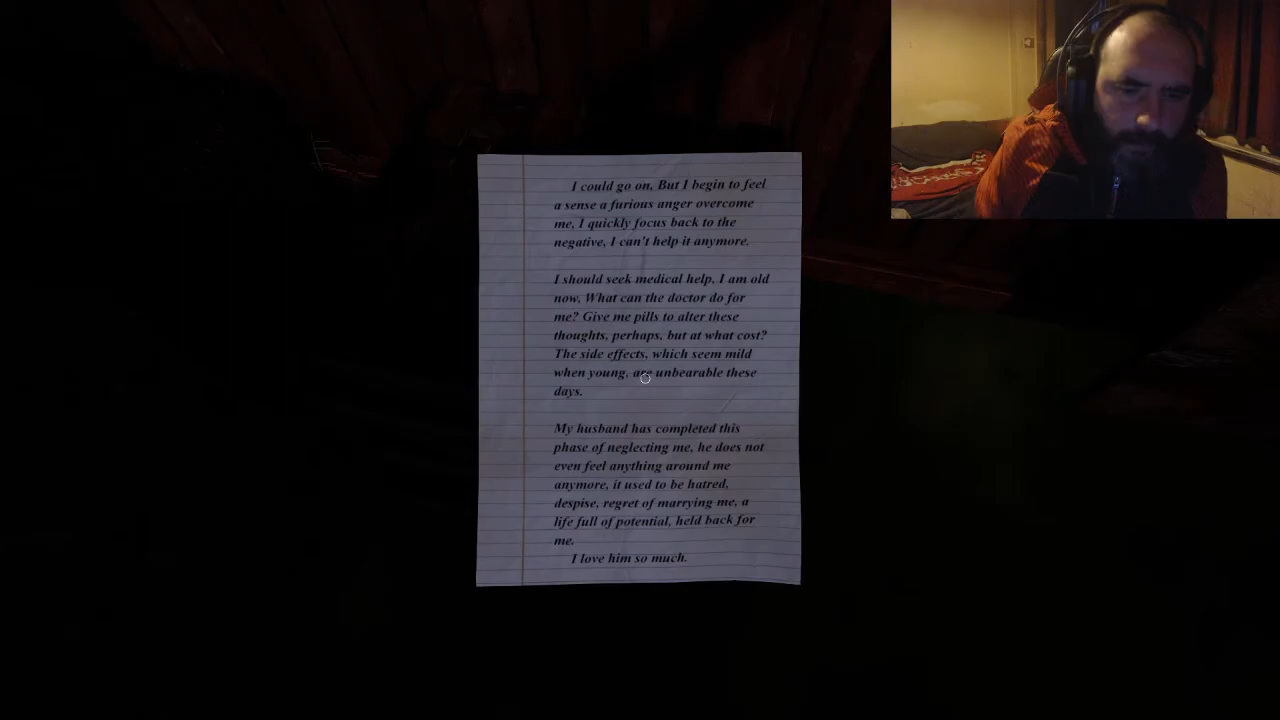 I could go on, But I begin to feel
a sense a furious anger overcome
me, I quickly focus back to the
negative, I can't help it anymore.
I should seek medical help. I am old
now, What can the doctor do for
me? Give me pills to alter these
thoughts, perhaps, but at what cost?
The side effects, which seem mild
when young, are unbearable these
days.
My husband has completed this
phase of neglecting me, he does not
even feel anything around me
anymore, it used to be hatred,
despise, regret of marrying me, a
life full of potential, held back for
me.
I love him so much.